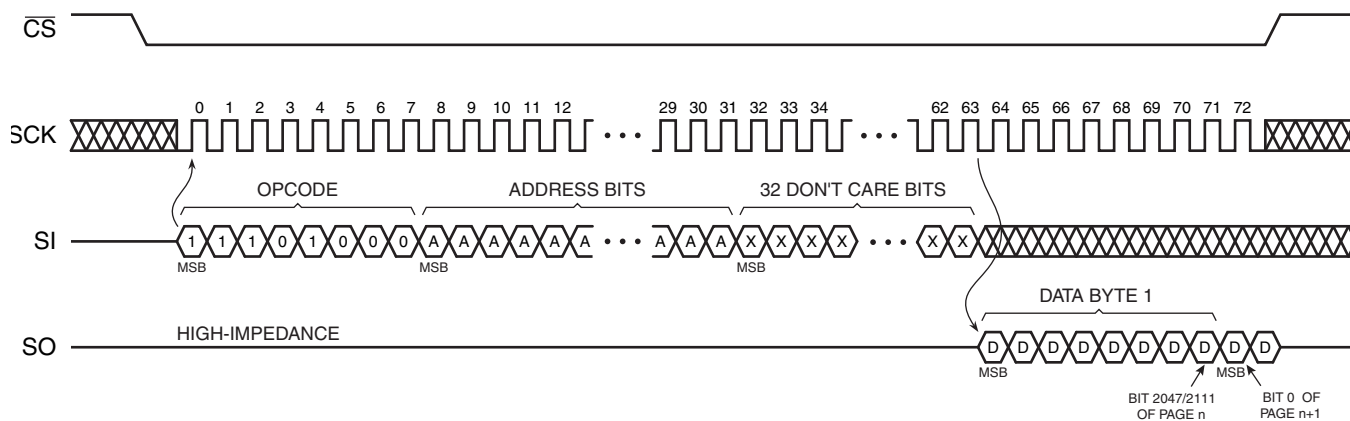 CS
0 1 2 3 4 5 6 7 8 9 10 11 12 29 30 31 32 33 34 62 63 64 65 66 67 68 69 70 71 72
SCK
OPCODE ADDRESS BITS 32 DON'T CARE BITS
SI 1 1 1 0 1 0 0 0 A A A A A A • • • A A A X X X X • • • X X
MSB MSB MSB
DATA BYTE 1
HIGH-IMPEDANCE
SO D D D D D D D D D D
MSB MSB
BIT 2047/2111 BIT 0 OF
OF PAGE n PAGE n+1